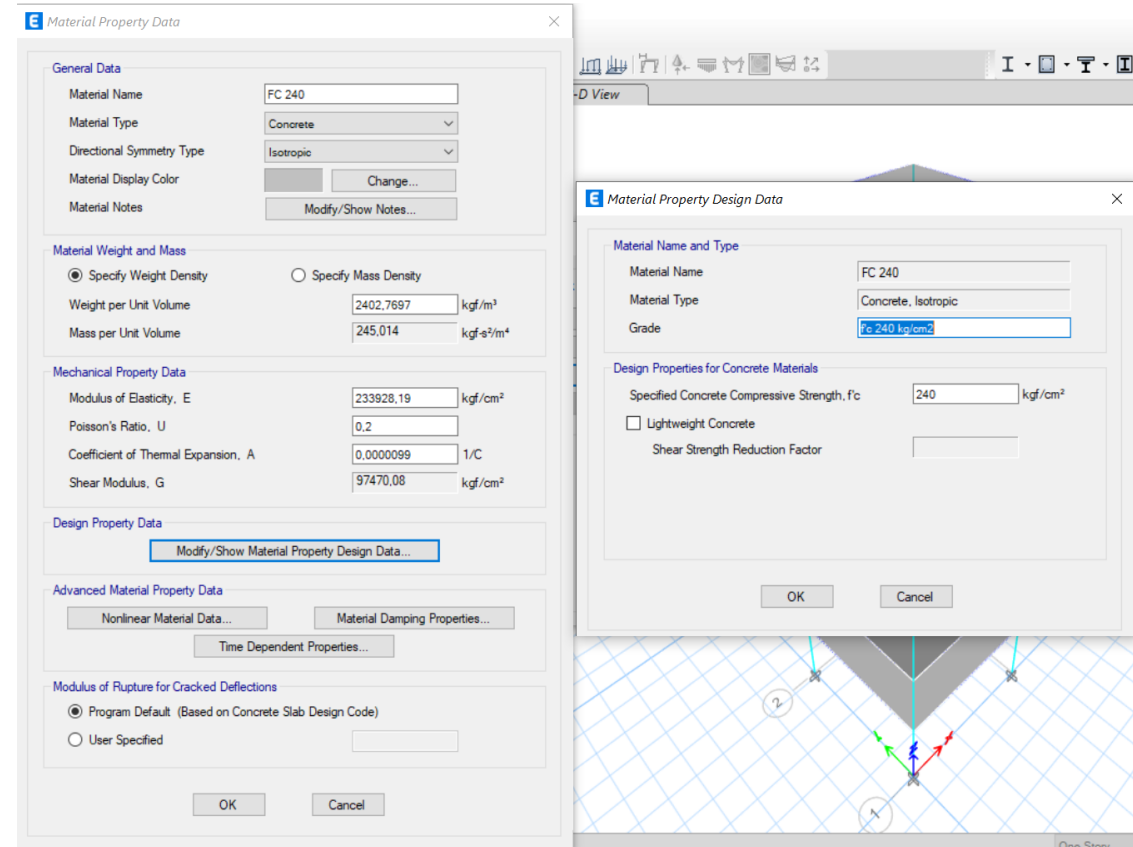 E Material Property Data
General Data
Material Name FC 240
Material Type Concrete
Directional Symmetry Type Isotropic
Material Display Color Change...
Material Notes Modify/Show Notes...
Material Weight and Mass
Specify Weight Density Specify Mass Density
Weight per Unit Volume 2402,7697 kgf/m³
Mass per Unit Volume 245,014 kgf-s²/m⁴
Mechanical Property Data
Modulus of Elasticity, E 233928,19 kgf/cm²
Poisson's Ratio, U 0,2
Coefficient of Thermal Expansion, A 0,0000099 1/C
Shear Modulus, G 97470,08 kgf/cm²
Design Property Data
Modify/Show Material Property Design Data...
Advanced Material Property Data
Nonlinear Material Data... Material Damping Properties...
Time Dependent Properties...
Modulus of Rupture for Cracked Deflections
Program Default (Based on Concrete Slab Design Code)
User Specified
OK Cancel
-D View
E Material Property Design Data
Material Name and Type
Material Name FC 240
Material Type Concrete, Isotropic
Grade f'c 240 kg/cm2
Design Properties for Concrete Materials
Specified Concrete Compressive Strength, f'c 240 kgf/cm²
Lightweight Concrete
Shear Strength Reduction Factor
OK Cancel
2
1
One Story